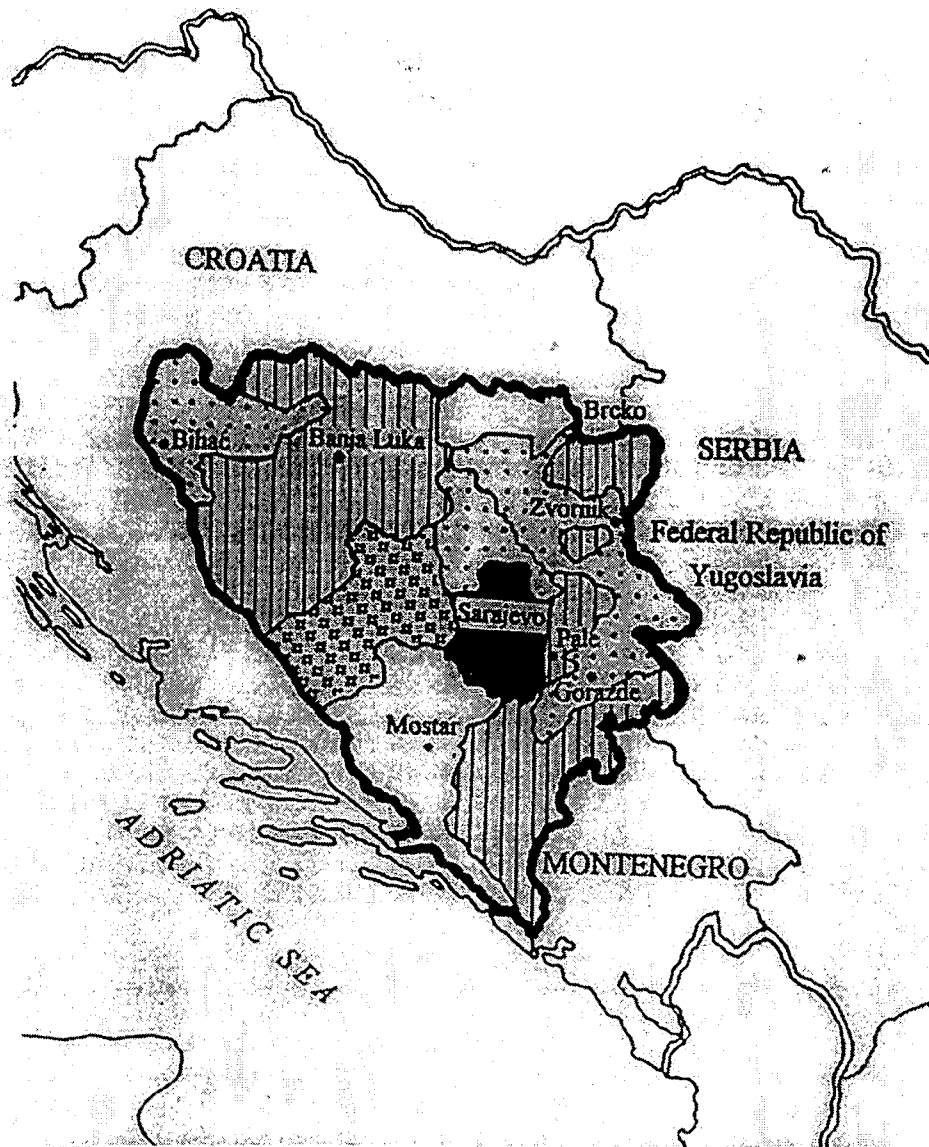 CROATIA
Brcko
Bihać
Banja Luka
SERBIA
Zvornik
Federal Republic of
Yugoslavia
Sarajevo
Pale
Gorazde
Mostar
MONTENEGRO
ADRIATIC SEA